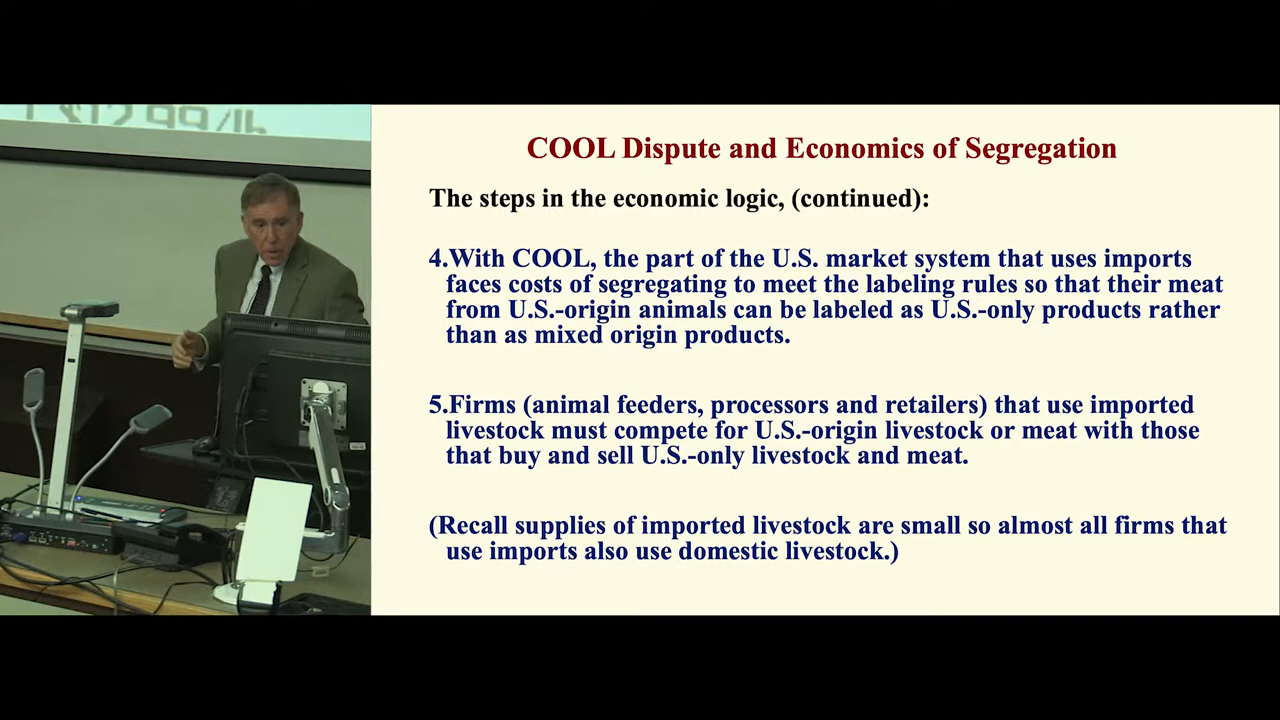 COOL Dispute and Economics of Segregation
The steps in the economic logic, (continued):
4.With COOL, the part of the U.S. market system that uses imports
faces costs of segregating to meet the labeling rules so that their meat
from U.S.-origin animals can be labeled as U.S.-only products rather
than as mixed origin products.
5.Firms (animal feeders, processors and retailers) that use imported
livestock must compete for U.S.-origin livestock or meat with those
that buy and sell U.S.-only livestock and meat.
(Recall supplies of imported livestock are small so almost all firms that
use imports also use domestic livestock.)